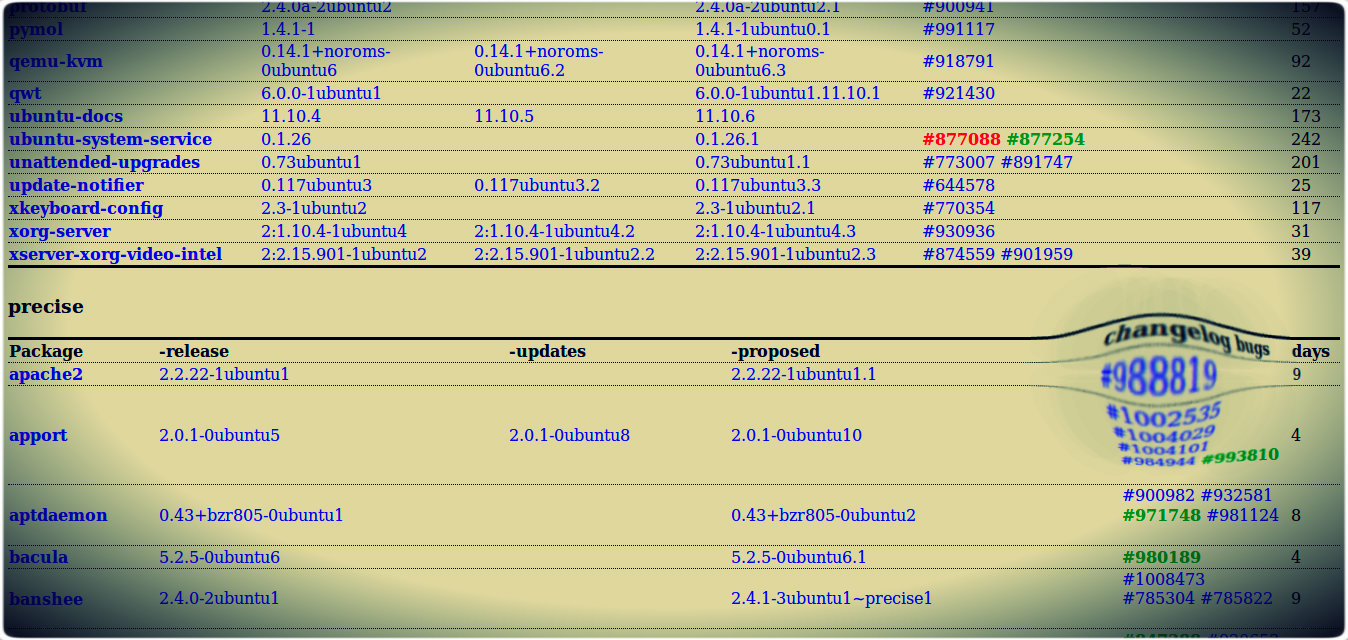 protobuf 2.4.0a-2ubuntu2 2.4.0a-2ubuntu2.1 #900941 157
pymol 1.4.1-1 1.4.1-1ubuntu0.1 #991117 52
qemu-kvm 0.14.1+noroms-0ubuntu6 0.14.1+noroms-0ubuntu6.2 0.14.1+noroms-0ubuntu6.3 #918791 92
qwt 6.0.0-1ubuntu1 6.0.0-1ubuntu1.11.10.1 #921430 22
ubuntu-docs 11.10.4 11.10.5 11.10.6 173
ubuntu-system-service 0.1.26 0.1.26.1 #877088 #877254 242
unattended-upgrades 0.73ubuntu1 0.73ubuntu1.1 #773007 #891747 201
update-notifier 0.117ubuntu3 0.117ubuntu3.2 0.117ubuntu3.3 #644578 25
xkeyboard-config 2.3-1ubuntu2 2.3-1ubuntu2.1 #770354 117
xorg-server 2:1.10.4-1ubuntu4 2:1.10.4-1ubuntu4.2 2:1.10.4-1ubuntu4.3 #930936 31
xserver-xorg-video-intel 2:2.15.901-1ubuntu2 2:2.15.901-1ubuntu2.2 2:2.15.901-1ubuntu2.3 #874559 #901959 39
precise
Package -release -updates -proposed changelog bugs days
apache2 2.2.22-1ubuntu1 2.2.22-1ubuntu1.1 #988819 9
apport 2.0.1-0ubuntu5 2.0.1-0ubuntu8 2.0.1-0ubuntu10 #1002535 4
#1004029
#1004101
#984944 #993810
aptdaemon 0.43+bzr805-0ubuntu1 0.43+bzr805-0ubuntu2 #900982 #932581 8
#971748 #981124
bacula 5.2.5-0ubuntu6 5.2.5-0ubuntu6.1 #980189 4
banshee 2.4.0-2ubuntu1 2.4.1-3ubuntu1~precise1 #1008473 9
#785304 #785822